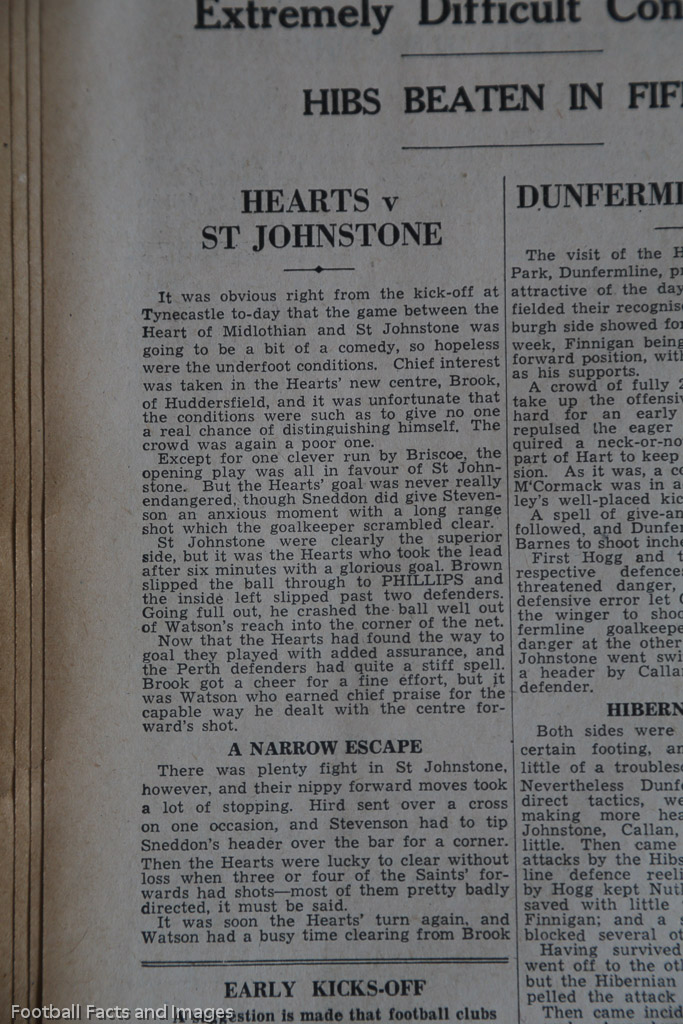 Extremely Difficult Con
HIBS BEATEN IN FIF
HEARTS v
ST JOHNSTONE
It was obvious right from the kick-off at
Tynecastle to-day that the game between the
Heart of Midlothian and St Johnstone was
going to be a bit of a comedy, so hopeless
were the underfoot conditions. Chief interest
was taken in the Hearts' new centre, Brook,
of Huddersfield, and it was unfortunate that
the conditions were such as to give no one
a real chance of distinguishing himself. The
crowd was again a poor one.
Except for one clever run by Briscoe, the
opening play was all in favour of St John-
stone. But the Hearts' goal was never really
endangered, though Sneddon did give Steven-
son an anxious moment with a long range
shot which the goalkeeper scrambled clear.
St Johnstone were clearly the superior
side, but it was the Hearts who took the lead
after six minutes with a glorious goal. Brown
slipped the ball through to PHILLIPS and
the inside left slipped past two defenders.
Going full out, he crashed the ball well out
of Watson's reach into the corner of the net.
Now that the Hearts had found the way to
goal they played with added assurance, and
the Perth defenders had quite a stiff spell.
Brook got a cheer for a fine effort, but it
was Watson who earned chief praise for the
capable way he dealt with the centre for-
ward's shot.
A NARROW ESCAPE
There was plenty fight in St Johnstone,
however, and their nippy forward moves took
a lot of stopping. Hird sent over a cross
on one occasion, and Stevenson had to tip
Sneddon's header over the bar for a corner.
Then the Hearts were lucky to clear without
loss when three or four of the Saints' for-
wards had shots—most of them pretty badly
directed, it must be said.
It was soon the Hearts' turn again, and
Watson had a busy time clearing from Brook
EARLY KICKS-OFF
A suggestion is made that football clubs
DUNFERML
The visit of the H
Park, Dunfermline, pr
attractive of the day
fielded their recognise
burgh side showed fo
week, Finnigan being
forward position, with
as his supports.
A crowd of fully 2
take up the offensiv
hard for an early
repulsed the eager
quired a neck-or-no
part of Hart to keep
sion. As it was, a co
M'Cormack was in a
ley's well-placed kic
A spell of give-an
followed, and Dunfer
Barnes to shoot inche
First Hogg and t
respective defences
threatened danger,
defensive error let C
the winger to shoo
fermline goalkeepe
danger at the other
Johnstone went swi
a header by Calla
defender.
HIBERN
Both sides were
certain footing, an
little of a troublese
Nevertheless Dunfe
direct tactics, we
making more hea
Johnstone, Callan,
little. Then came
attacks by the Hibs
line defence reeli
by Hogg kept Nutl
saved with little
Finnigan; and a s
blocked several ot
Having survived
went off to the oth
but the Hibernian
pelled the attack
Then came incid
Football Facts and Images